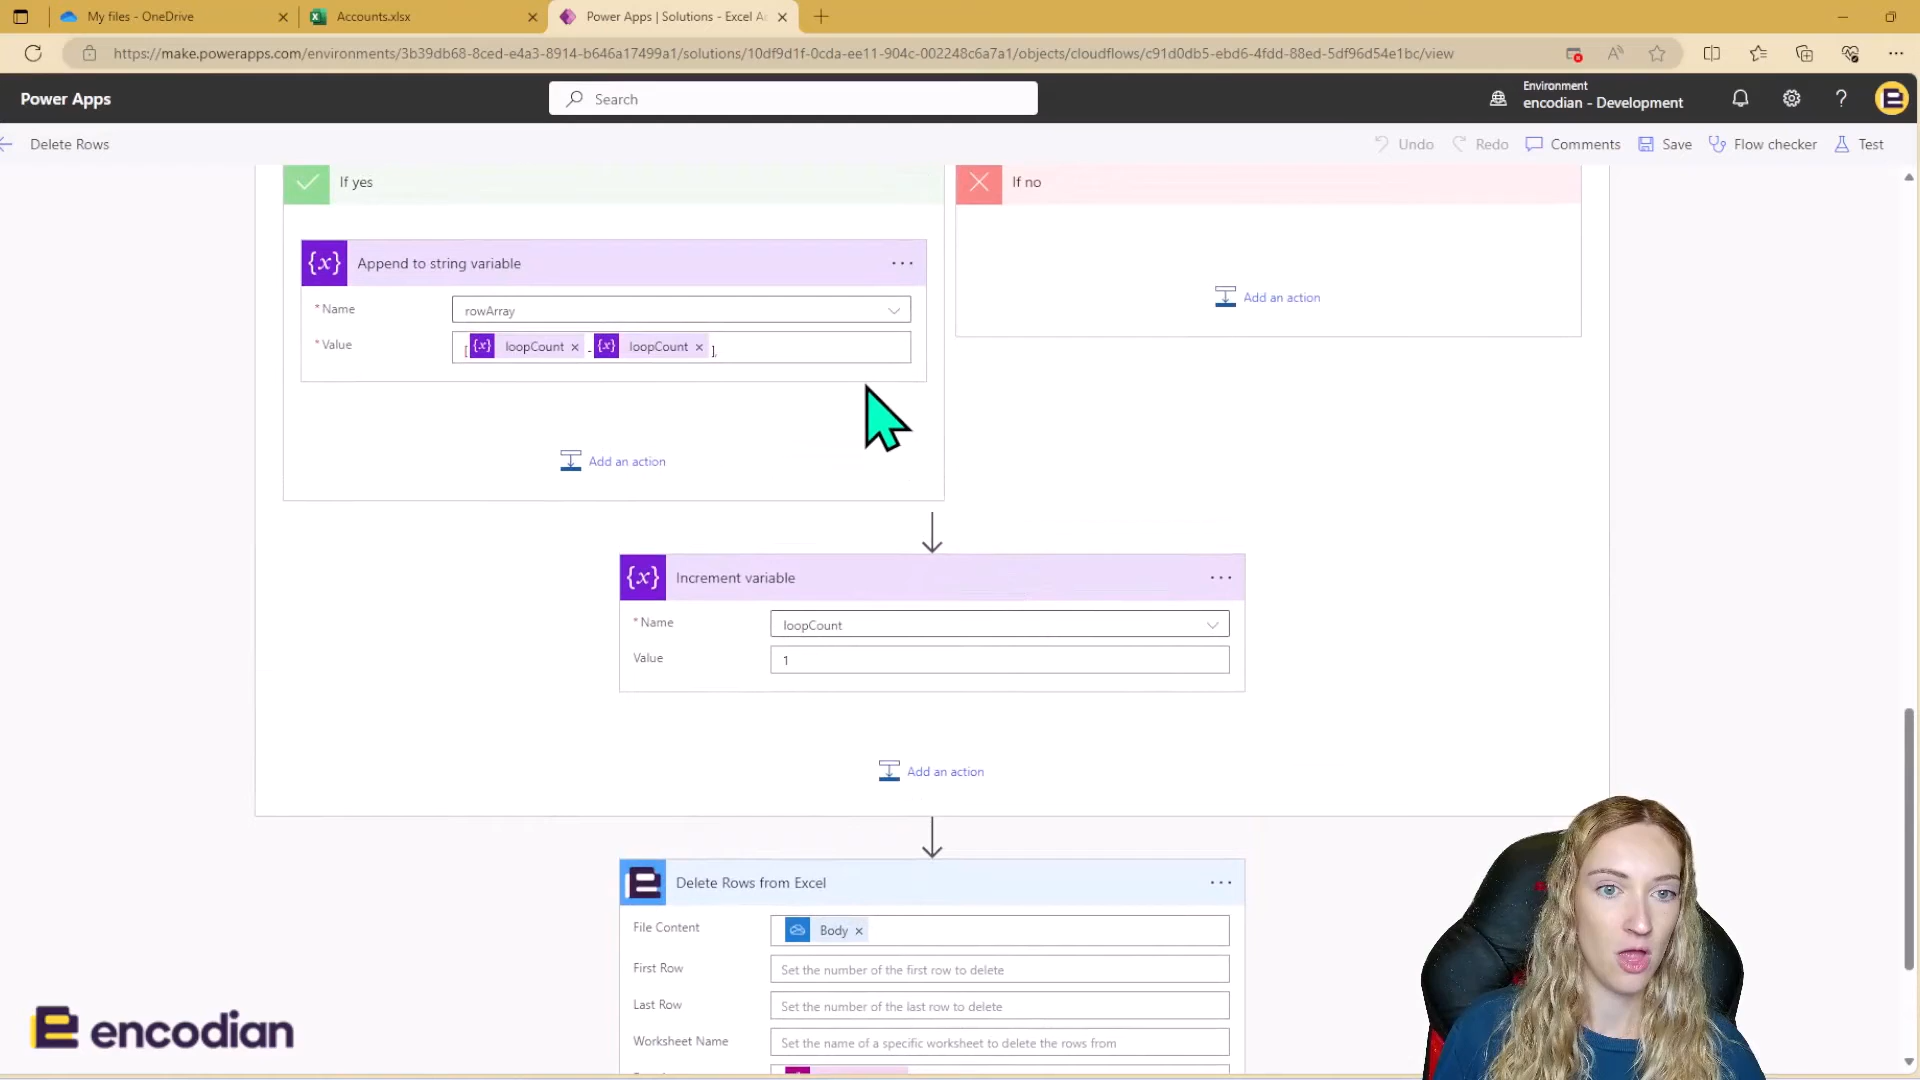 My files - OneDrive
Accounts.xlsx
Power Apps | Solutions - Excel A
https://make.powerapps.com/environments/3b39db68-8ced-e4a3-8914-b646a17499a1/solutions/10df9d1f-0cda-ee11-904c-002248c6a7a1/objects/cloudflows/c91d0db5-ebd6-4fdd-88ed-5df96d54e1bc/view
Power Apps
Search
Environment
encodian - Development
Delete Rows
Undo
Redo
Comments
Save
Flow checker
Test
If yes
If no
{x} Append to string variable ...
* Name
rowArray
* Value
[ {x} loopCount × - {x} loopCount × ],
Add an action
Add an action
{x} Increment variable ...
* Name
loopCount
Value
1
Add an action
Delete Rows from Excel ...
File Content
Body ×
First Row
Set the number of the first row to delete
Last Row
Set the number of the last row to delete
Worksheet Name
Set the name of a specific worksheet to delete the rows from
encodian